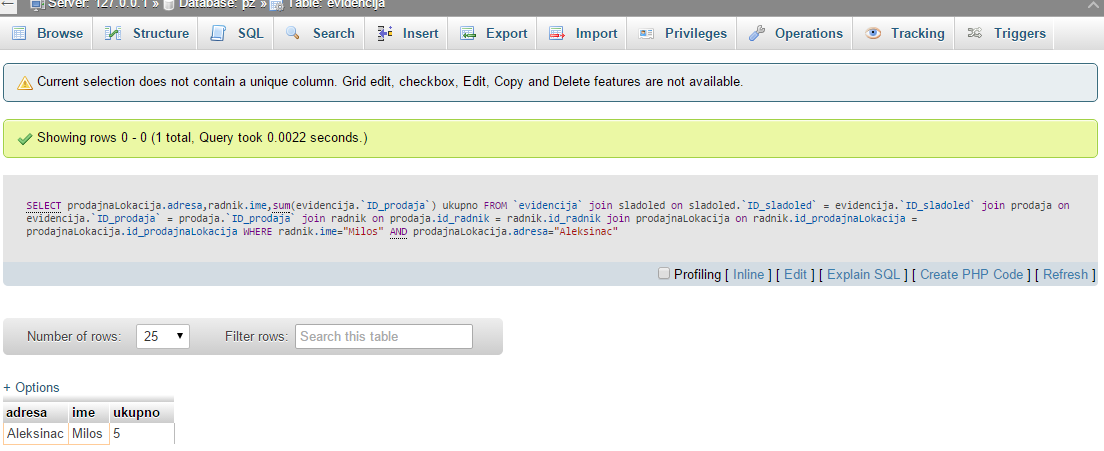 Server: 127.0.0.1 » Database: pz » Table: evidencija
Browse Structure SQL Search Insert Export Import Privileges Operations Tracking Triggers
Current selection does not contain a unique column. Grid edit, checkbox, Edit, Copy and Delete features are not available.
Showing rows 0 - 0 (1 total, Query took 0.0022 seconds.)
SELECT prodajnaLokacija.adresa,radnik.ime,sum(evidencija.`ID_prodaja`) ukupno FROM `evidencija` join sladoled on sladoled.`ID_sladoled` = evidencija.`ID_sladoled` join prodaja on
evidencija.`ID_prodaja` = prodaja.`ID_prodaja` join radnik on prodaja.id_radnik = radnik.id_radnik join prodajnaLokacija on radnik.id_prodajnaLokacija =
prodajnaLokacija.id_prodajnaLokacija WHERE radnik.ime="Milos" AND prodajnaLokacija.adresa="Aleksinac"
Profiling [ Inline ] [ Edit ] [ Explain SQL ] [ Create PHP Code ] [ Refresh ]
Number of rows: 25 Filter rows: Search this table
+ Options
adresa ime ukupno
Aleksinac Milos 5